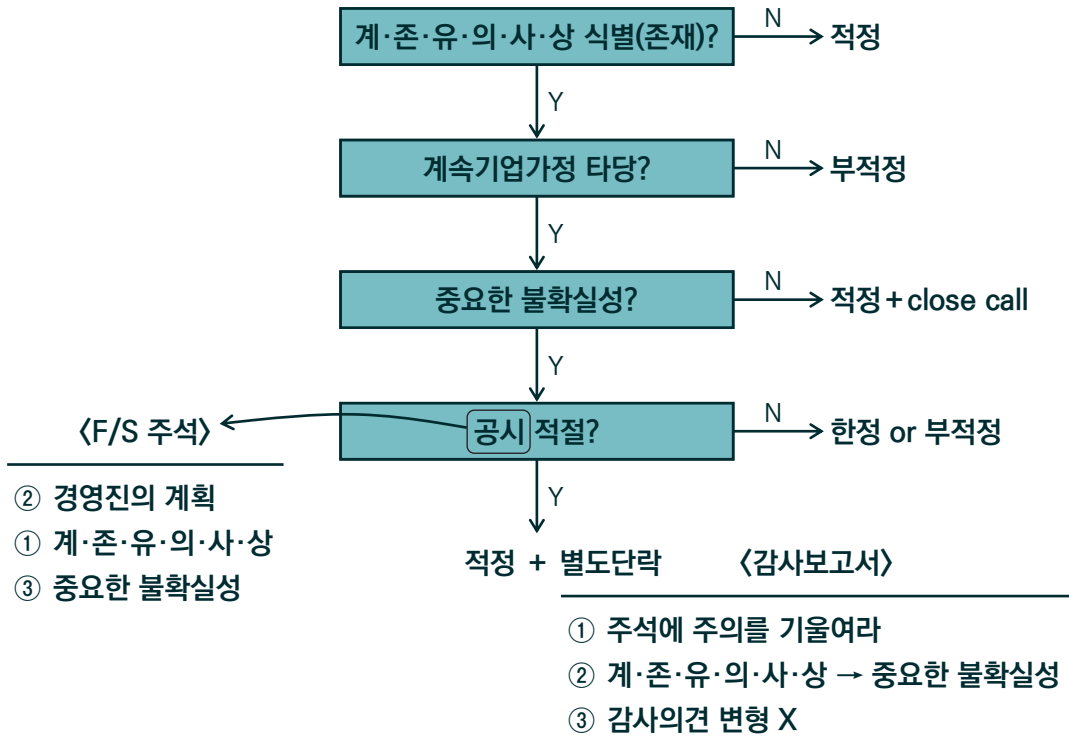 계·존·유·의·사·상 식별(존재)?
N
적정
Y
계속기업가정 타당?
N
부적정
Y
중요한 불확실성?
N
적정+close call
Y
〈F/S 주석〉
공시 적절?
N
한정 or 부적정
② 경영진의 계획
① 계·존·유·의·사·상
③ 중요한 불확실성
Y
적정 + 별도단락
〈감사보고서〉
① 주석에 주의를 기울여라
② 계·존·유·의·사·상 → 중요한 불확실성
③ 감사의견 변형 X